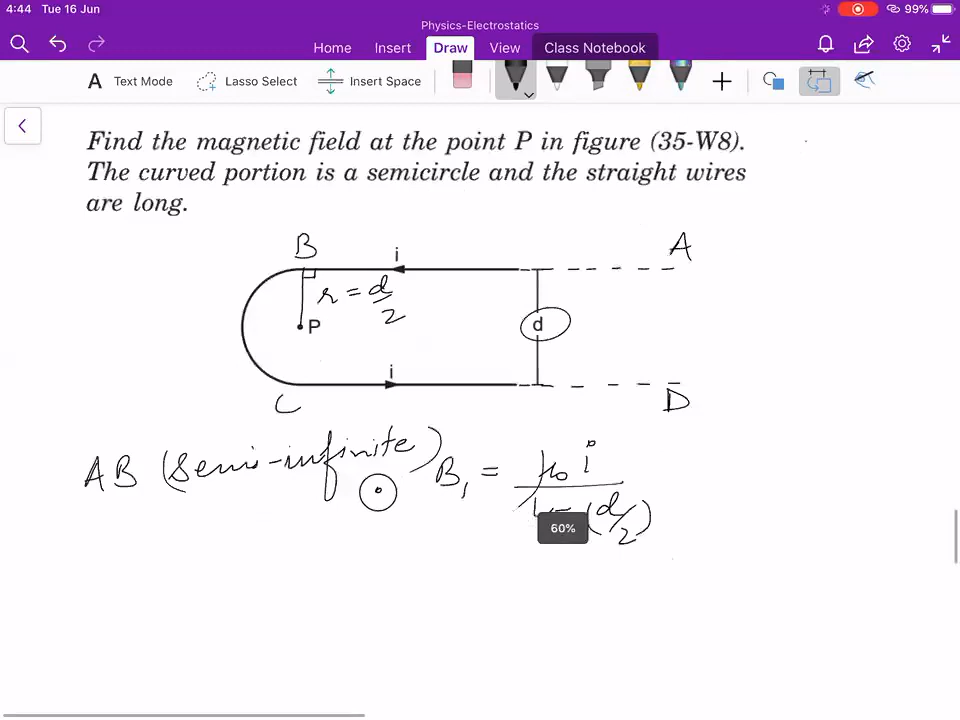 4:44 Tue 16 Jun
99%
Physics-Electrostatics
Home Insert Draw View Class Notebook
A Text Mode Lasso Select Insert Space
Find the magnetic field at the point P in figure (35-W8).
The curved portion is a semicircle and the straight wires
are long.
B i A
r = d/2
P
d
i
C D
AB (Semi-infinite) B₁ = μ₀ i
(d/2)
60%